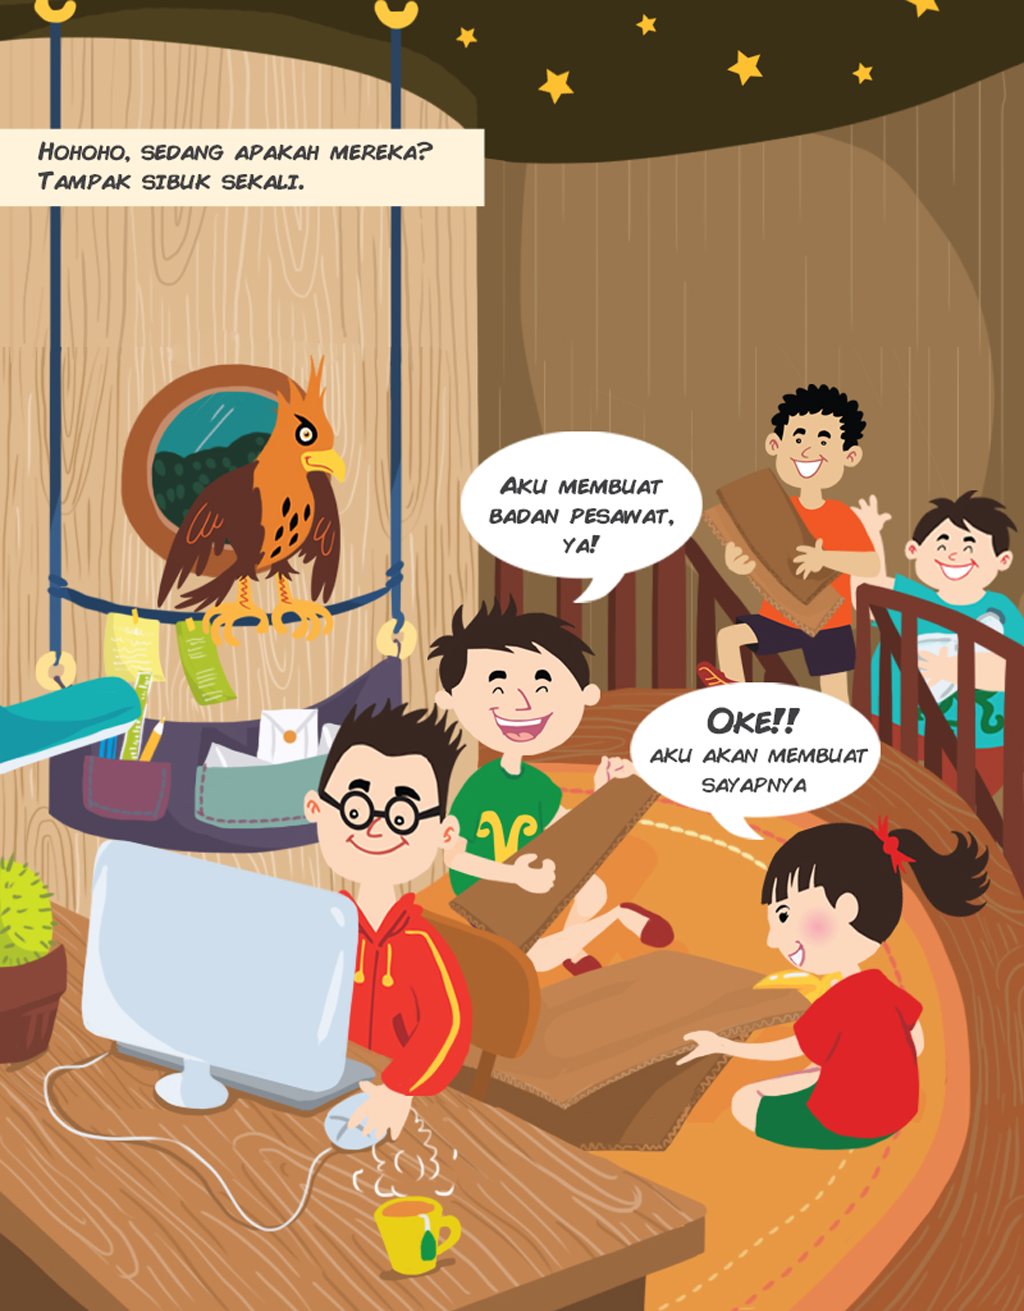 Hohoho, sedang apakah mereka?
Tampak sibuk sekali.
Aku membuat
badan pesawat,
ya!
Oke!!
aku akan membuat
sayapnya